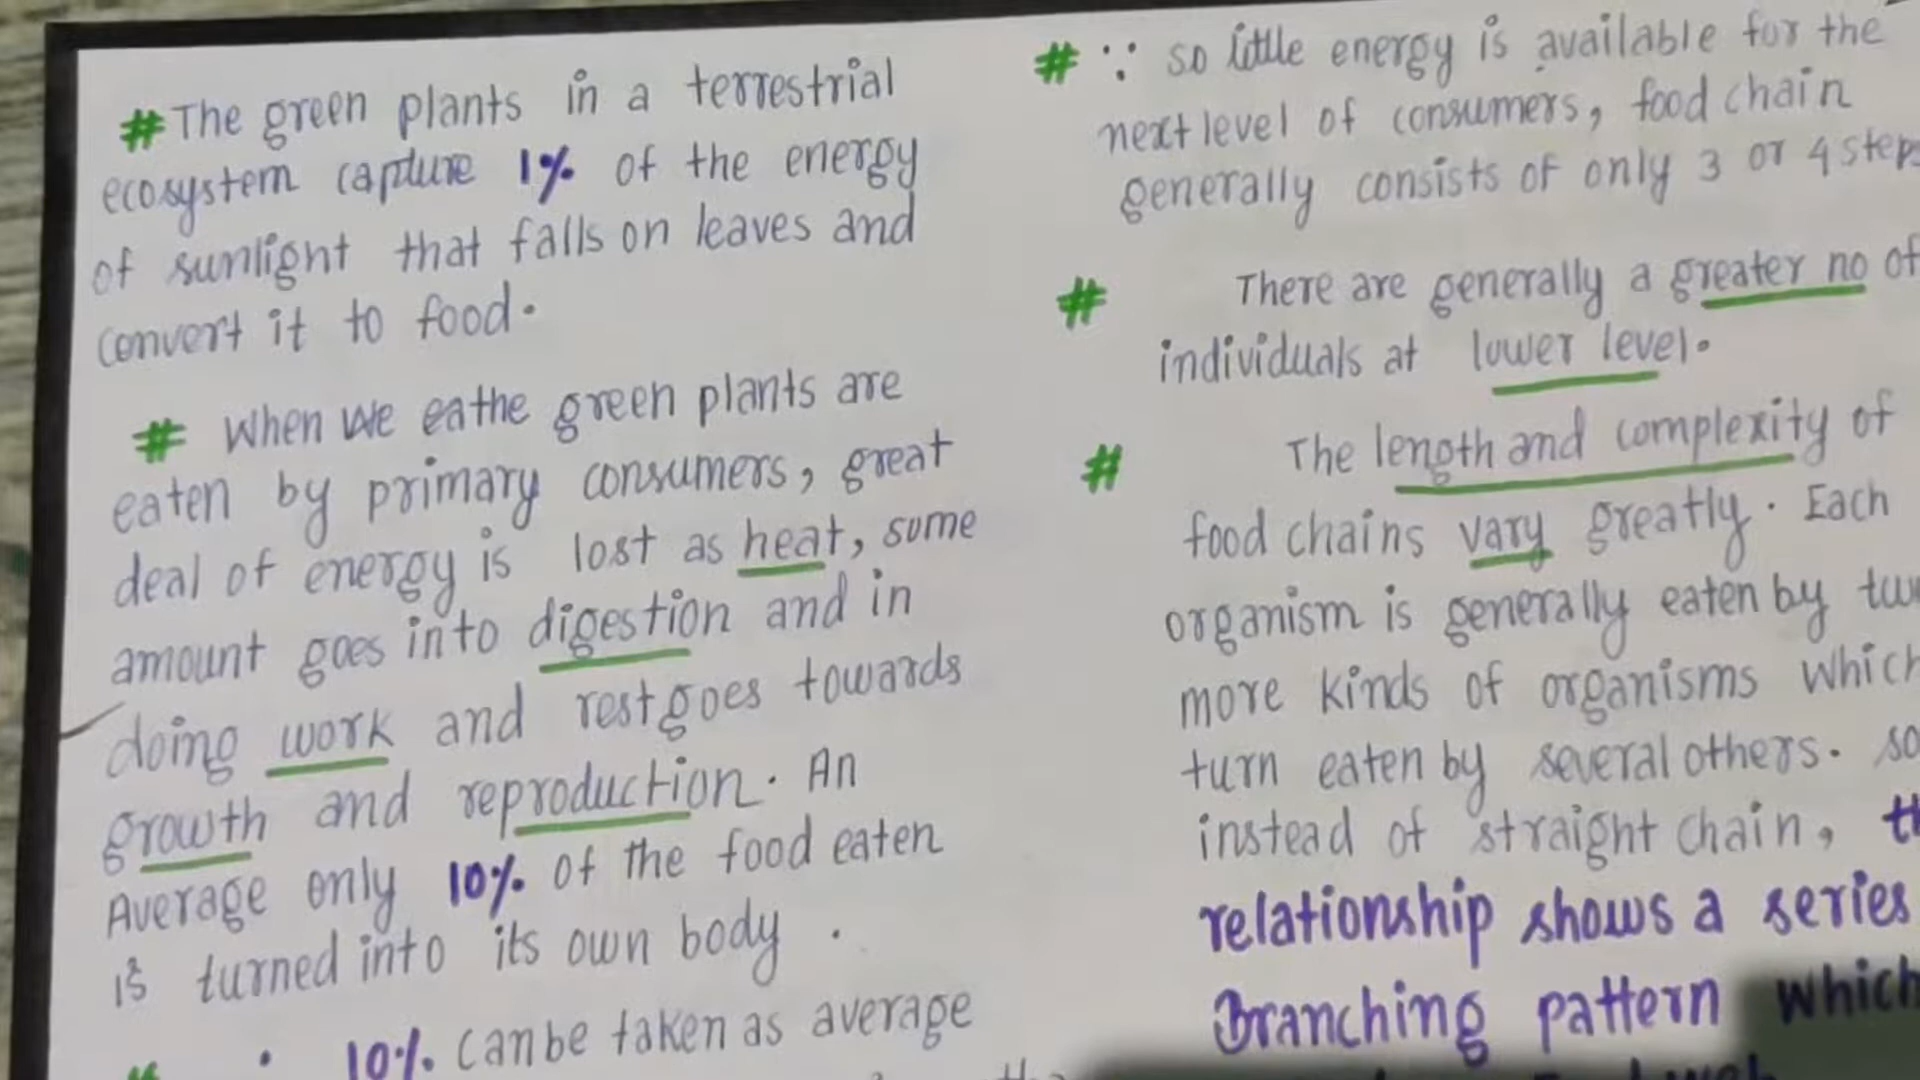 # The green plants in a terrestrial
ecosystem capture 1% of the energy
of sunlight that falls on leaves and
convert it to food.
# When we eathe green plants are
eaten by primary consumers, great
deal of energy is lost as heat, some
amount goes into digestion and in
doing work and rest goes towards
growth and reproduction. An
Average only 10% of the food eaten
is turned into its own body.
• 10% can be taken as average
# ∵ so little energy is available for the
next level of consumers, food chain
generally consists of only 3 or 4 steps
# There are generally a greater no of
individuals at lower level.
# The length and complexity of
food chains vary greatly. Each
organism is generally eaten by
more kinds of organisms which
turn eaten by several others. so
instead of straight chain,
relationship shows a series
Branching pattern which